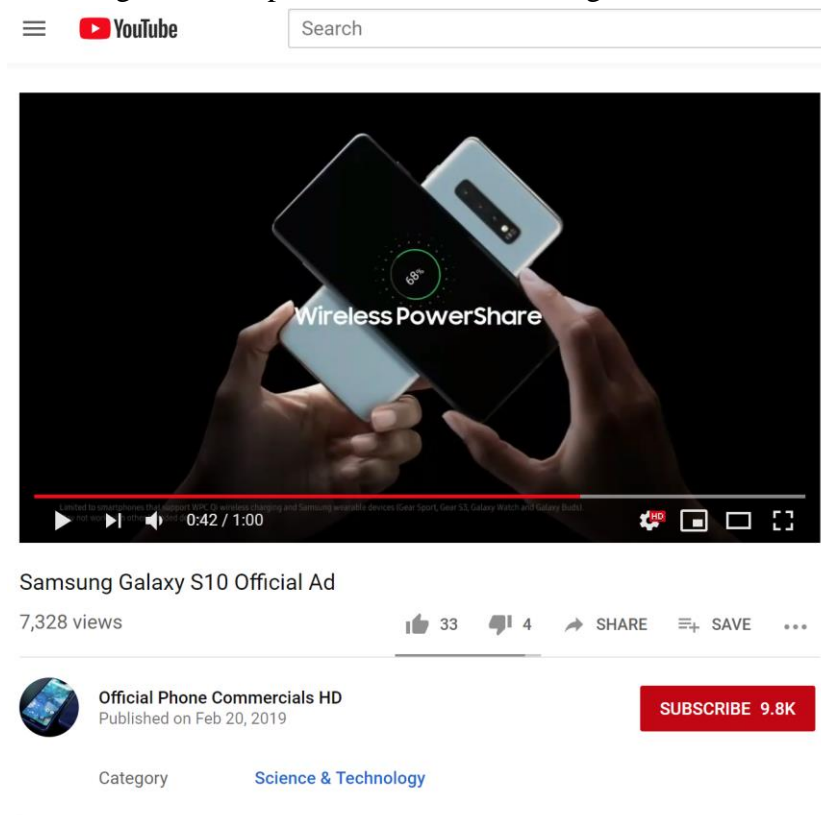 YouTube
Search
68%
Wireless PowerShare
Limited to smartphones that support WPC Qi wireless charging and Samsung wearable devices (Gear Sport, Gear S3, Galaxy Watch and Galaxy Buds).
not
0:42 / 1:00
HD
Samsung Galaxy S10 Official Ad
7,328 views
33 4 SHARE SAVE
Official Phone Commercials HD
Published on Feb 20, 2019
SUBSCRIBE 9.8K
Category Science & Technology